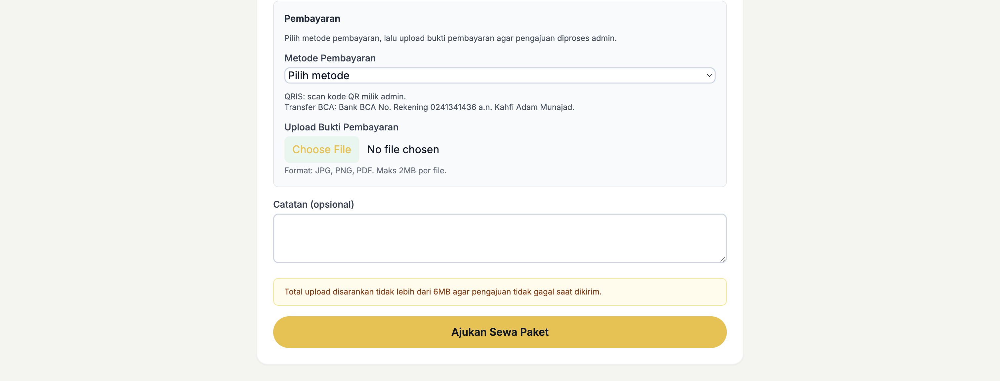 Pembayaran
Pilih metode pembayaran, lalu upload bukti pembayaran agar pengajuan diproses admin.
Metode Pembayaran
Pilih metode
QRIS: scan kode QR milik admin.
Transfer BCA: Bank BCA No. Rekening 0241341436 a.n. Kahfi Adam Munajad.
Upload Bukti Pembayaran
Choose File No file chosen
Format: JPG, PNG, PDF. Maks 2MB per file.
Catatan (opsional)
Total upload disarankan tidak lebih dari 6MB agar pengajuan tidak gagal saat dikirim.
Ajukan Sewa Paket